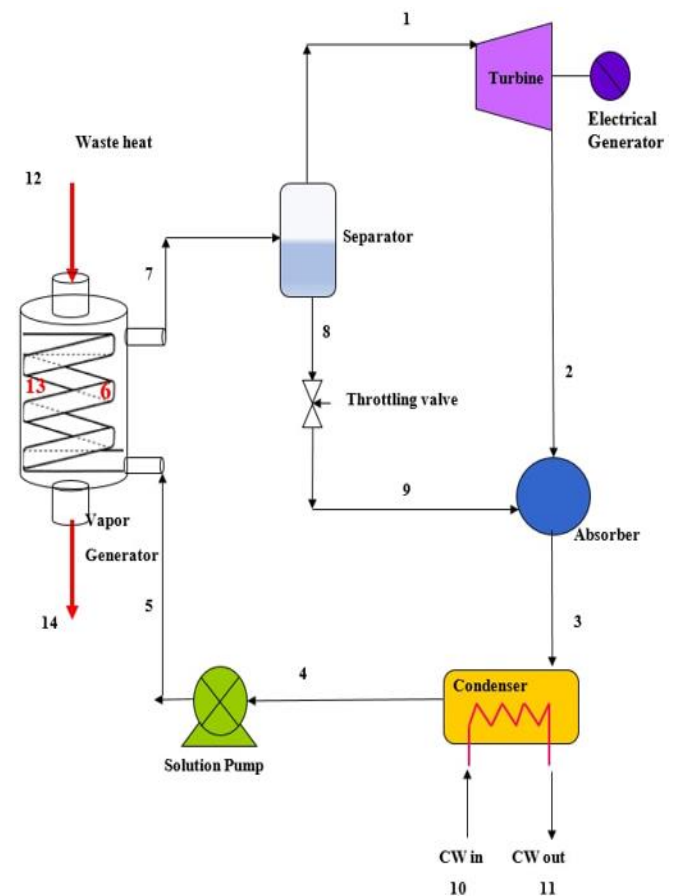 1
Turbine
Electrical
Generator
Waste heat
12
Separator
7
8
2
13
6
Throttling valve
9
Absorber
Vapor
Generator
5
14
3
4
Condenser
Solution Pump
CW in
CW out
10
11